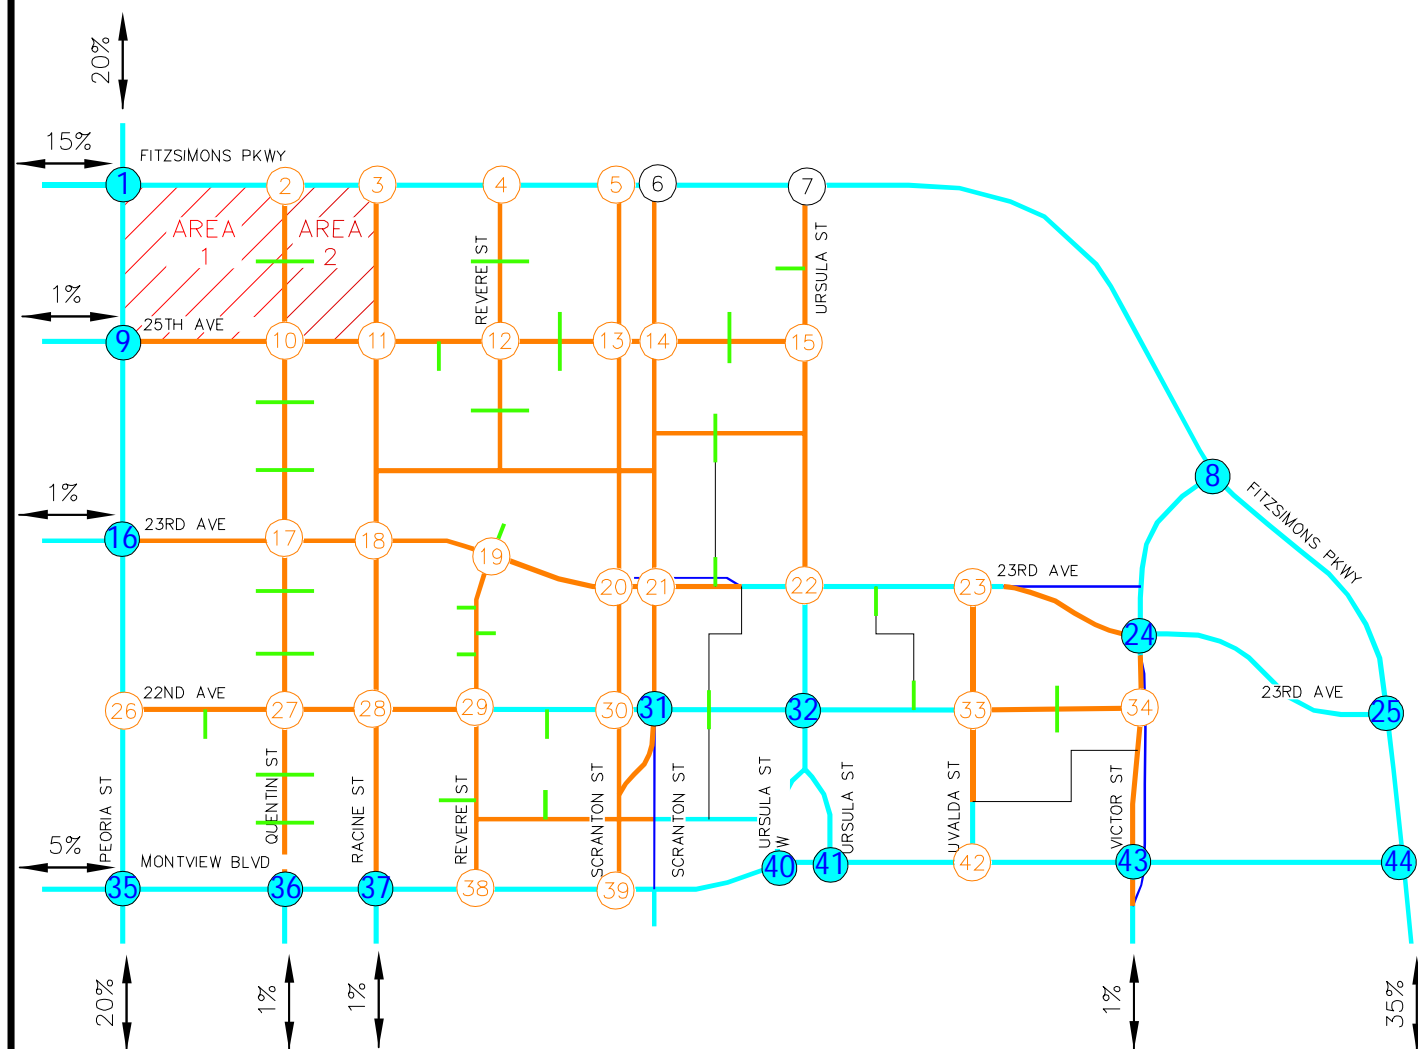 20%
15%
FITZSIMONS PKWY
1
2
3
4
5
6
7
AREA
1
AREA
2
REVERE ST
URSULA ST
1%
25TH AVE
9
10
11
12
13
14
15
8
FITZSIMONS PKWY
1%
23RD AVE
16
17
18
19
20
21
22
23
23RD AVE
24
22ND AVE
26
27
28
29
30
31
32
33
34
23RD AVE
25
PEORIA ST
QUENTIN ST
RACINE ST
REVERE ST
SCRANTON ST
SCRANTON ST
URSULA ST
W
URSULA ST
UVALDA ST
VICTOR ST
5%
MONTVIEW BLVD
35
36
37
38
39
40
41
42
43
44
20%
1%
1%
1%
35%